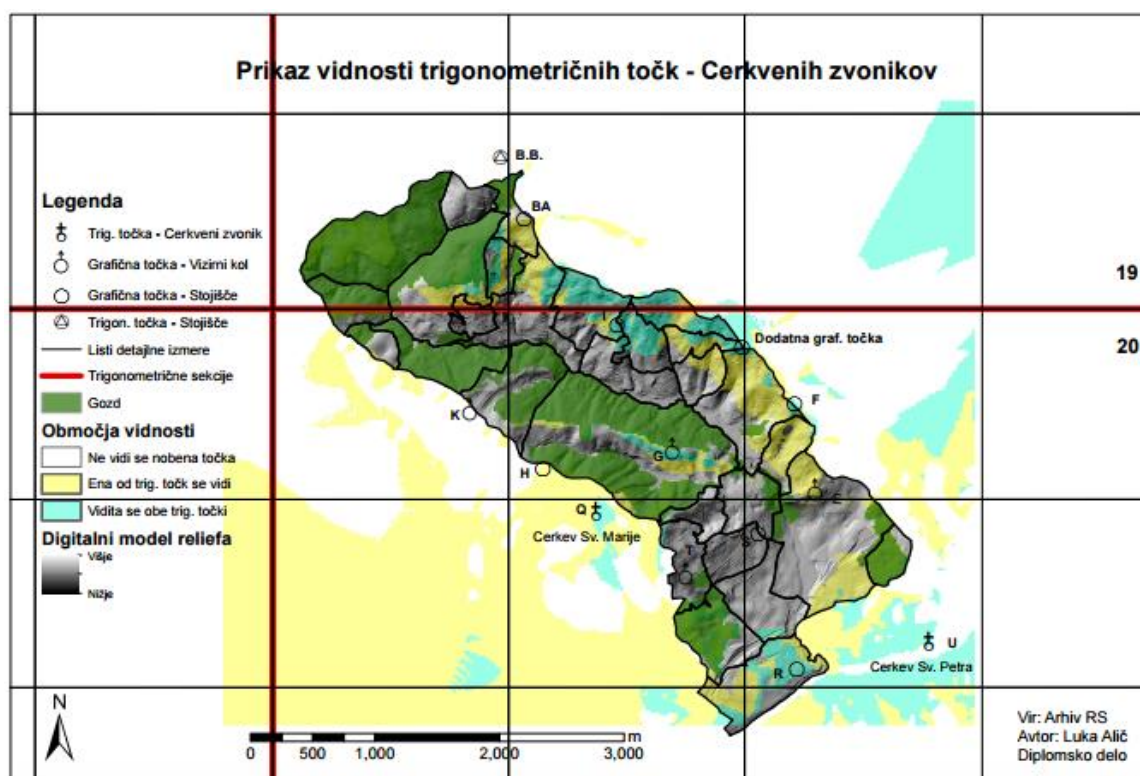 Prikaz vidnosti trigonometričnih točk - Cerkvenih zvonikov
B.B.
BA
Legenda
Trig. točka - Cerkveni zvonik
Grafična točka - Vizirni kol
Grafična točka - Stojišče
Trigon. točka - Stojišče
Listi detajlne izmere
Trigonometrične sekcije
Gozd
Območja vidnosti
Ne vidi se nobena točka
Ena od trig. točk se vidi
Vidita se obe trig. točki
Digitalni model reliefa
Višje
Nižje
19
20
I
Dodatna graf. točka
F
K
G
H
E
Q
Cerkev Sv. Marije
S
T
U
Cerkev Sv. Petra
R
N
0 500 1,000 2,000 3,000 m
Vir: Arhiv RS
Avtor: Luka Alič
Diplomsko delo